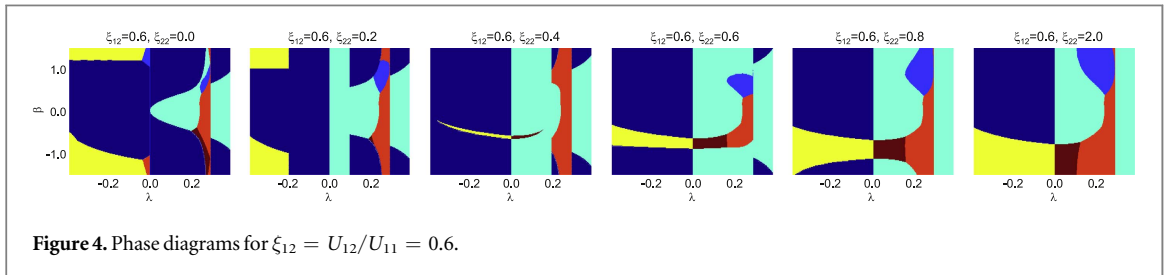 ξ12=0.6, ξ22=0.0 ξ12=0.6, ξ22=0.2 ξ12=0.6, ξ22=0.4 ξ12=0.6, ξ22=0.6 ξ12=0.6, ξ22=0.8 ξ12=0.6, ξ22=2.0
1.0
β 0.0
-1.0
-0.2 0.0 0.2 -0.2 0.0 0.2 -0.2 0.0 0.2 -0.2 0.0 0.2 -0.2 0.0 0.2 -0.2 0.0 0.2
λ λ λ λ λ λ
Figure 4. Phase diagrams for ξ12 = U12/U11 = 0.6.